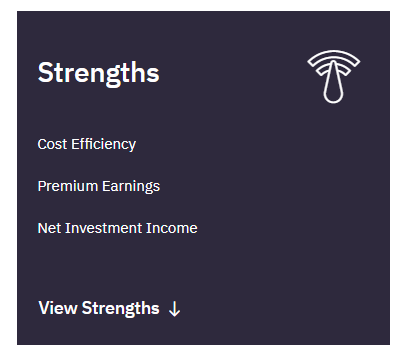 Strengths
Cost Efficiency
Premium Earnings
Net Investment Income
View Strengths ↓